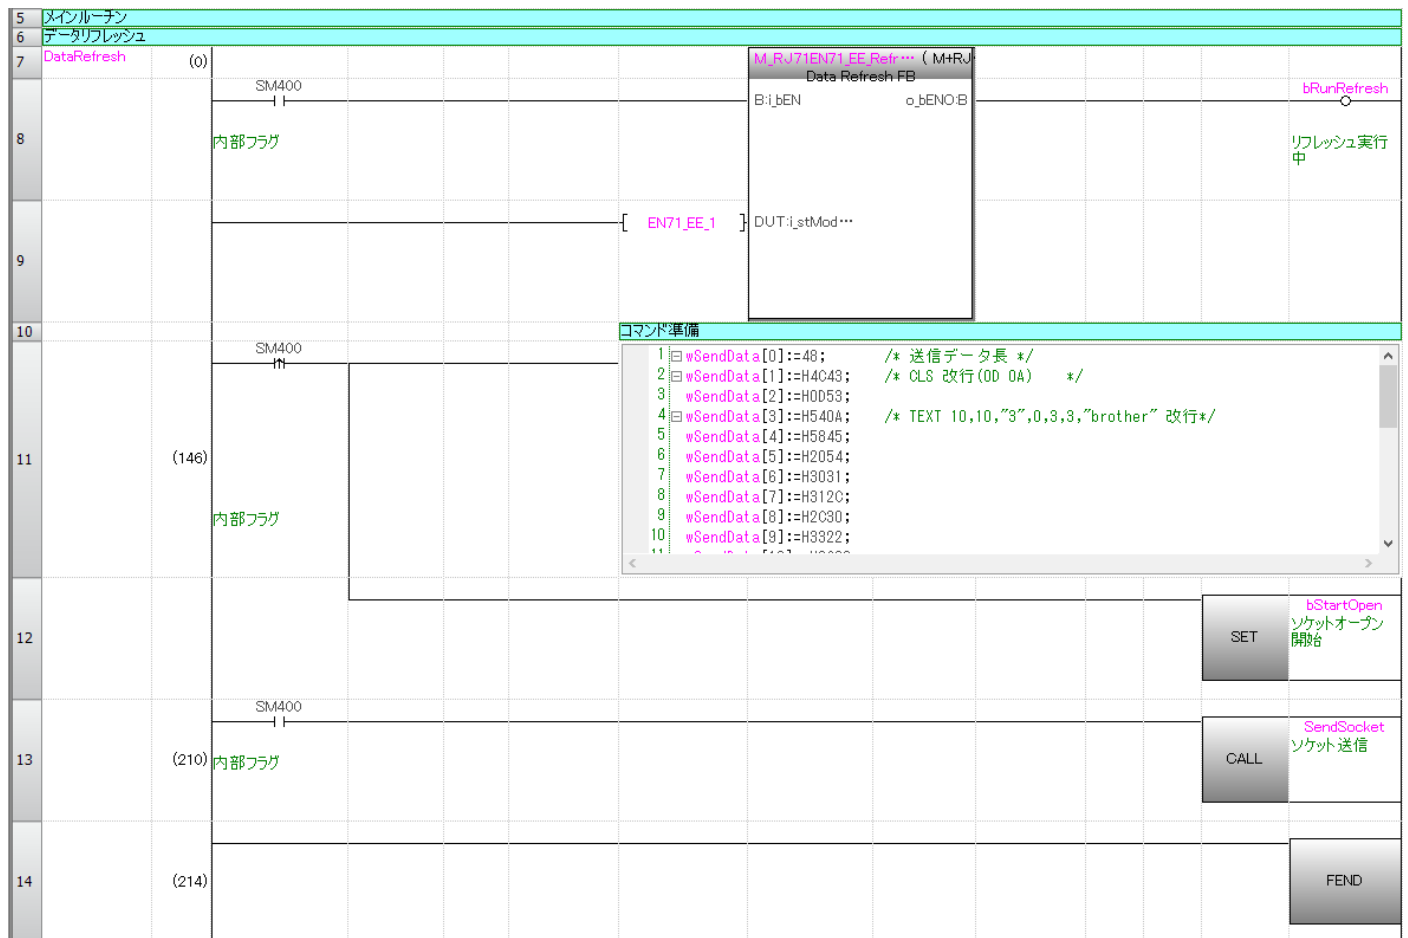 5 メインルーチン
6 データリフレッシュ
7 DataRefresh (0)
M_RJ71EN71_EE_Refr… ( M+RJ
Data Refresh FB
8
SM400
B:i_bEN o_bENO:B
bRunRefresh
内部フラグ
リフレッシュ実行
中
9
EN71_EE_1
DUT:i_stMod…
10 コマンド準備
11 (146)
SM400
内部フラグ
1 wSendData[0]:=48; /* 送信データ長 */
2 wSendData[1]:=H4C43; /* CLS 改行(0D 0A) */
3 wSendData[2]:=H0D53;
4 wSendData[3]:=H540A; /* TEXT 10,10,"3",0,3,3,"brother" 改行*/
5 wSendData[4]:=H5845;
6 wSendData[5]:=H2054;
7 wSendData[6]:=H3031;
8 wSendData[7]:=H312C;
9 wSendData[8]:=H2C30;
10 wSendData[9]:=H3322;
12
SET
bStartOpen
ソケットオープン
開始
13 (210)
SM400
内部フラグ
CALL
SendSocket
ソケット送信
14 (214)
FEND